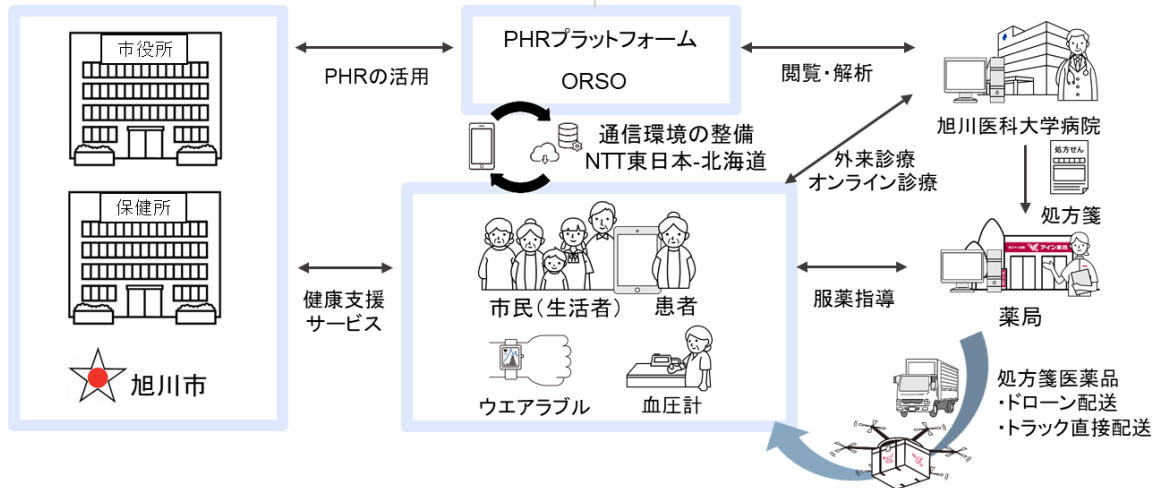 市役所
保健所
旭川市
PHRの活用
健康支援
サービス
PHRプラットフォーム
ORSO
通信環境の整備
NTT東日本-北海道
市民（生活者）
患者
ウエアラブル
血圧計
閲覧・解析
外来診療
オンライン診療
服薬指導
旭川医科大学病院
処方せん
処方箋
アイン薬局
薬局
処方箋医薬品
・ドローン配送
・トラック直接配送